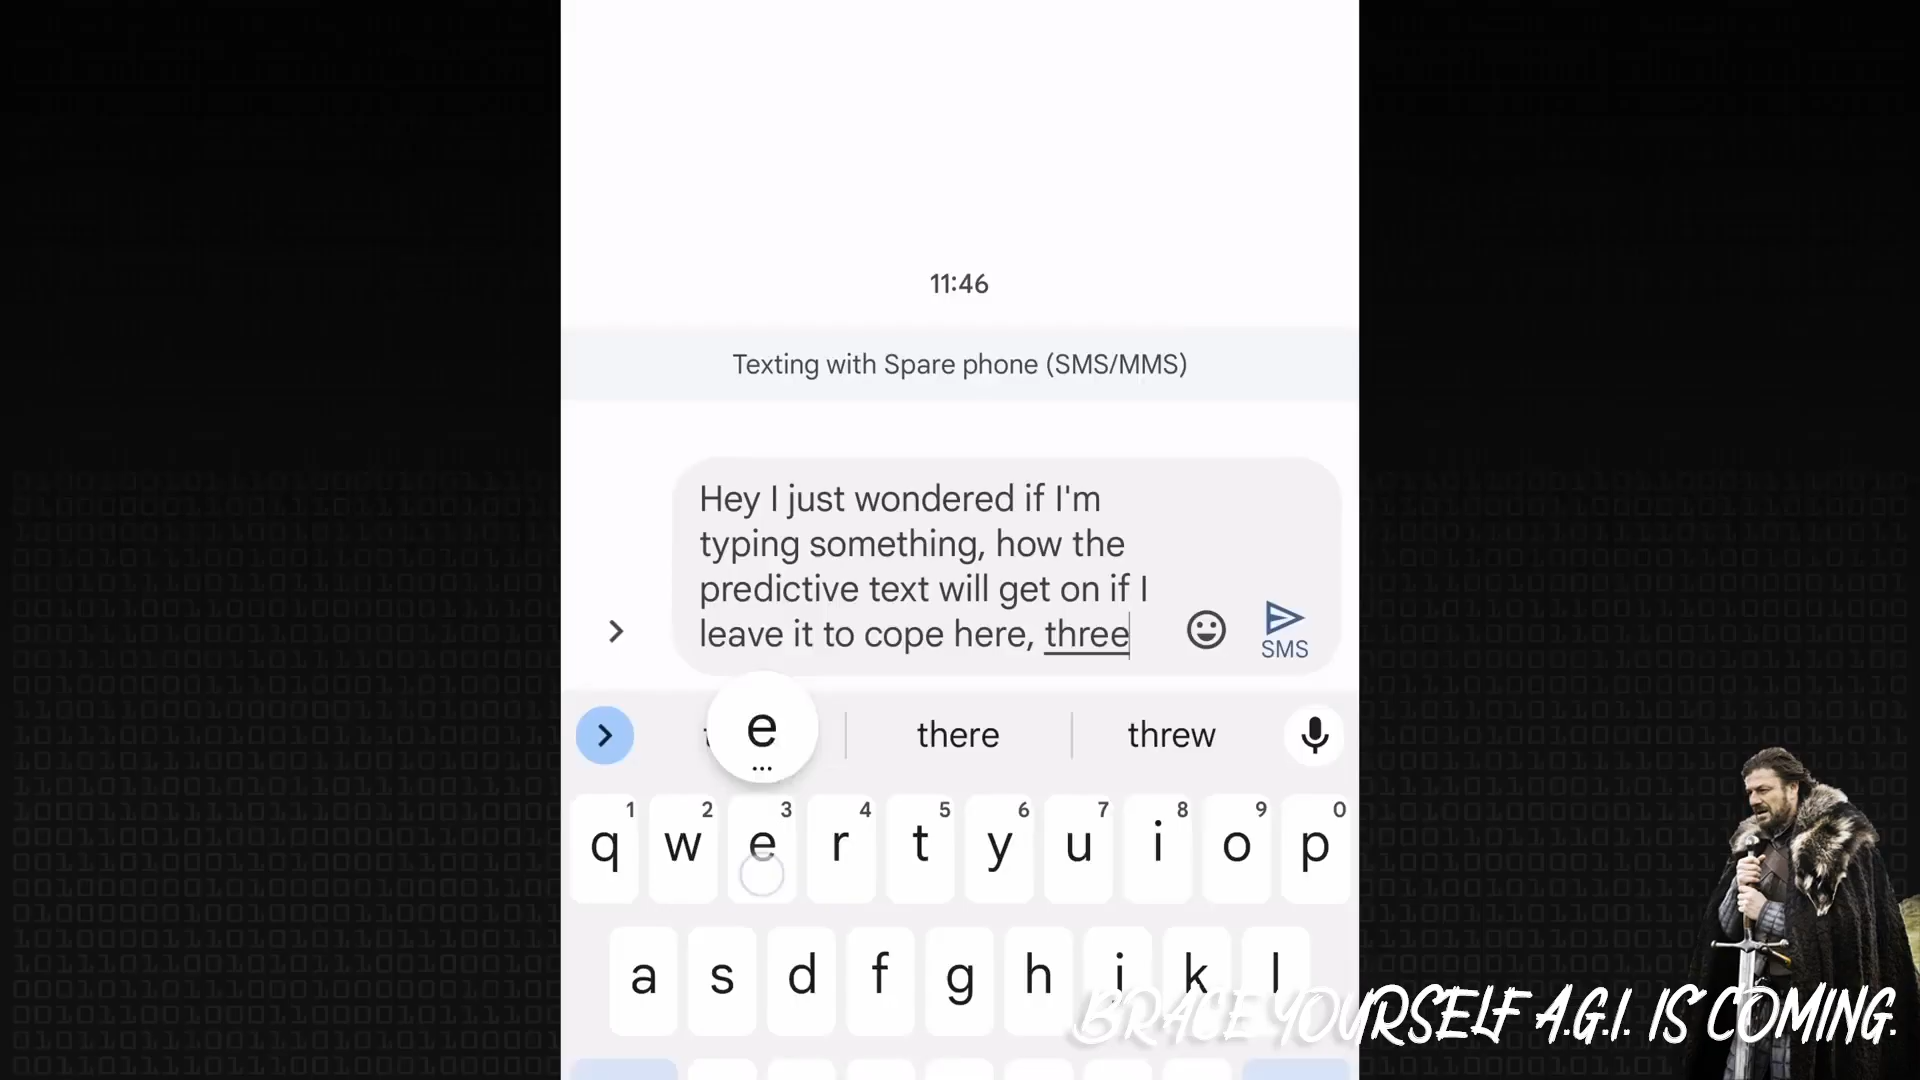 11:46
Texting with Spare phone (SMS/MMS)
Hey I just wondered if I'm
typing something, how the
predictive text will get on if I
leave it to cope here, three
SMS
e
there
threw
1 2 3 4 5 6 7 8 9 0
q w e r t y u i o p
a s d f g h j k l
BRACE YOURSELF A.G.I. IS COMING.